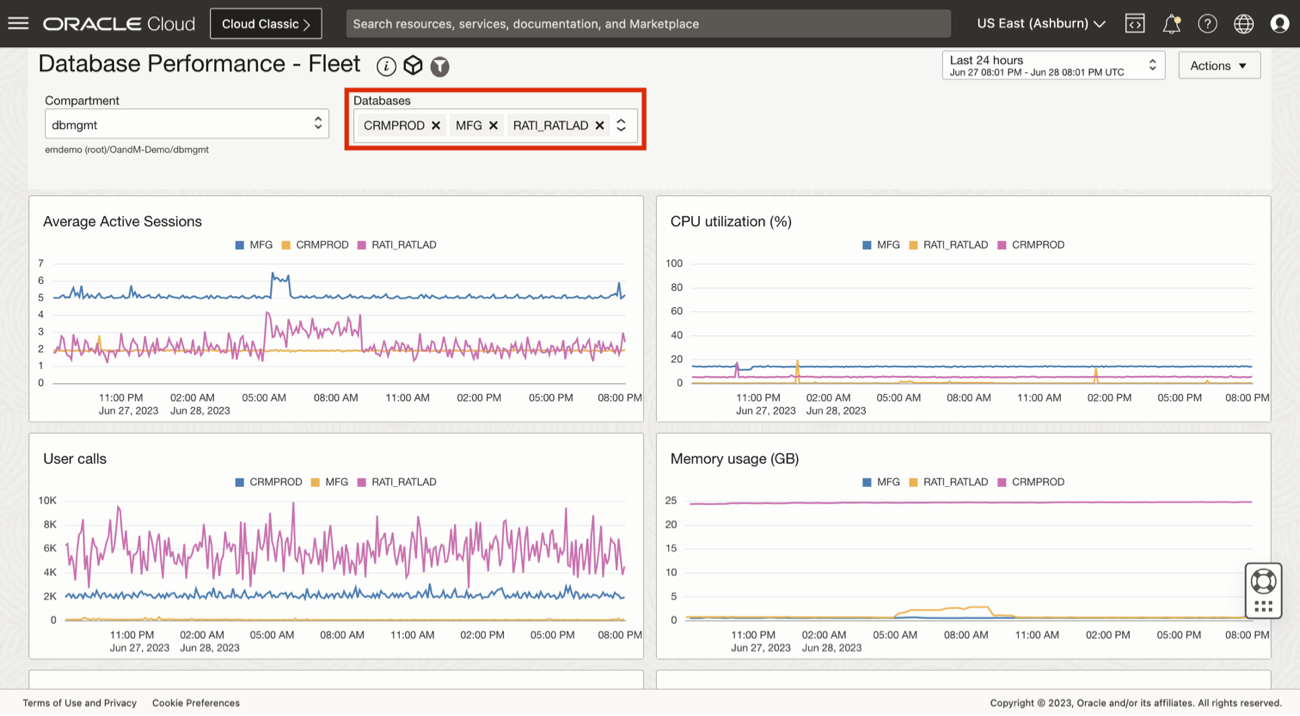 ORACLE Cloud
Cloud Classic
Search resources, services, documentation, and Marketplace
US East (Ashburn)
Database Performance - Fleet
Last 24 hours
Jun 27 08:01 PM - Jun 28 08:01 PM UTC
Actions
Compartment
dbmgmt
emdemo (root)/OandM-Demo/dbmgmt
Databases
CRMPROD MFG RATI_RATLAD
Average Active Sessions
MFG CRMPROD RATI_RATLAD
7
6
5
4
3
2
1
0
11:00 PM 02:00 AM 05:00 AM 08:00 AM 11:00 AM 02:00 PM 05:00 PM 08:00 PM
Jun 27, 2023 Jun 28, 2023
CPU utilization (%)
MFG RATI_RATLAD CRMPROD
100
80
60
40
20
0
11:00 PM 02:00 AM 05:00 AM 08:00 AM 11:00 AM 02:00 PM 05:00 PM 08:00 PM
Jun 27, 2023 Jun 28, 2023
User calls
CRMPROD MFG RATI_RATLAD
10K
8K
6K
4K
2K
0
11:00 PM 02:00 AM 05:00 AM 08:00 AM 11:00 AM 02:00 PM 05:00 PM 08:00 PM
Jun 27, 2023 Jun 28, 2023
Memory usage (GB)
MFG RATI_RATLAD CRMPROD
25
20
15
10
5
0
11:00 PM 02:00 AM 05:00 AM 08:00 AM 11:00 AM 02:00 PM 05:00 PM 08:00 PM
Jun 27, 2023 Jun 28, 2023
Terms of Use and Privacy Cookie Preferences
Copyright © 2023, Oracle and/or its affiliates. All rights reserved.